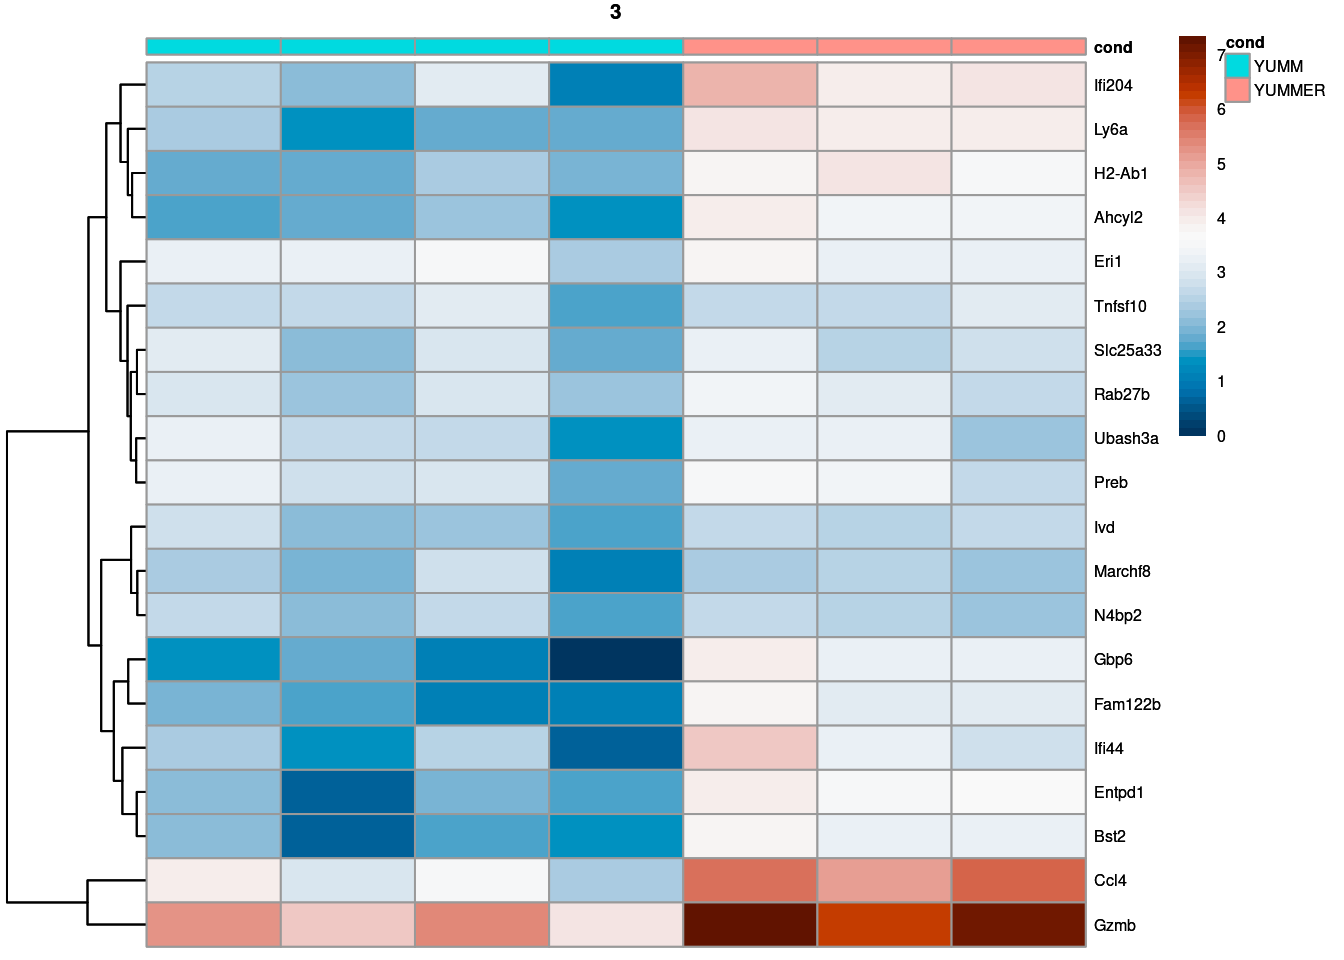 3
cond
Ifi204
Ly6a
H2-Ab1
Ahcyl2
Eri1
Tnfsf10
Slc25a33
Rab27b
Ubash3a
Preb
Ivd
Marchf8
N4bp2
Gbp6
Fam122b
Ifi44
Entpd1
Bst2
Ccl4
Gzmb
7
6
5
4
3
2
1
0
cond
YUMM
YUMMER